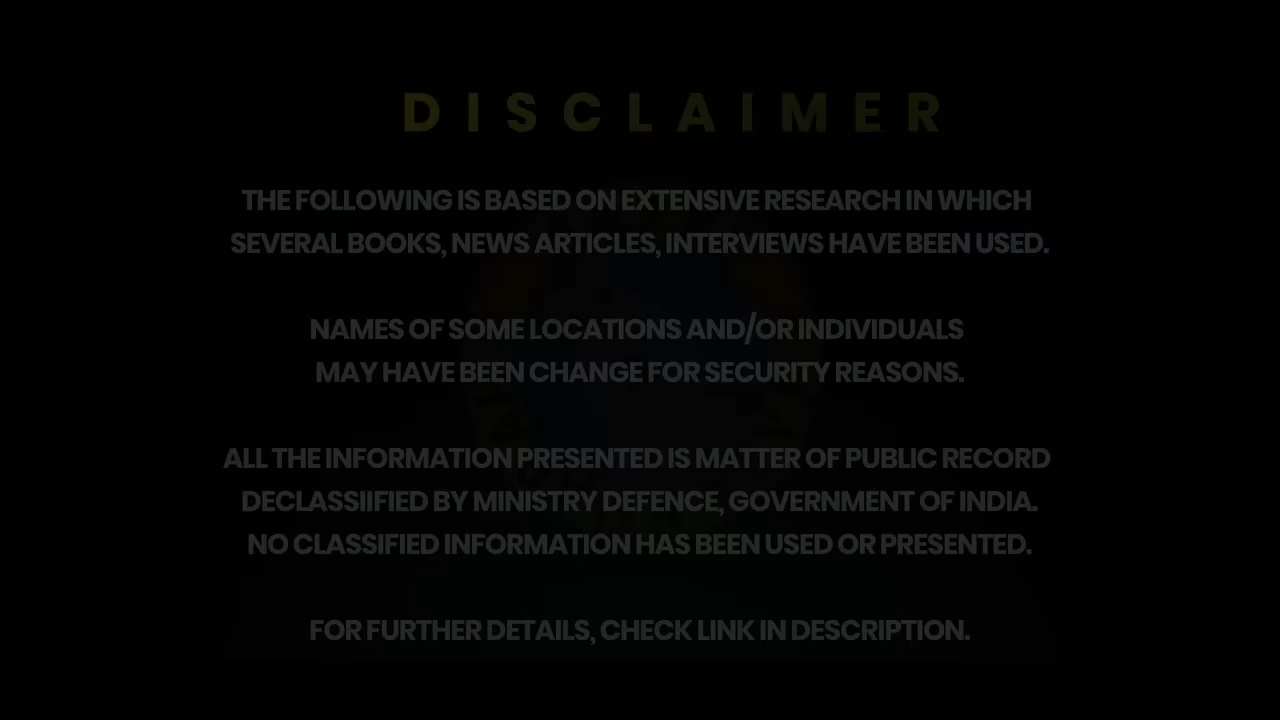 DISCLAIMER
THE FOLLOWING IS BASED ON EXTENSIVE RESEARCH IN WHICH
SEVERAL BOOKS, NEWS ARTICLES, INTERVIEWS HAVE BEEN USED.
NAMES OF SOME LOCATIONS AND/OR INDIVIDUALS
MAY HAVE BEEN CHANGE FOR SECURITY REASONS.
ALL THE INFORMATION PRESENTED IS MATTER OF PUBLIC RECORD
DECLASSIIFIED BY MINISTRY DEFENCE, GOVERNMENT OF INDIA.
NO CLASSIFIED INFORMATION HAS BEEN USED OR PRESENTED.
FOR FURTHER DETAILS, CHECK LINK IN DESCRIPTION.